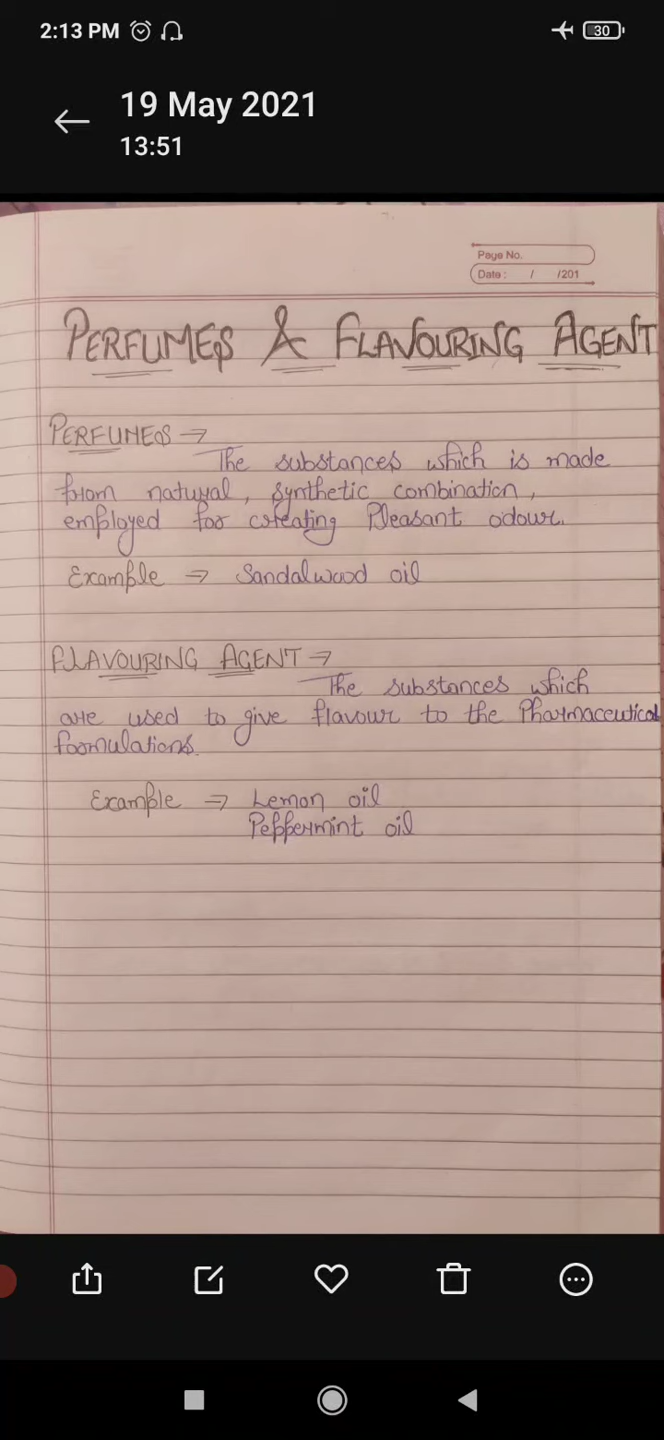 2:13 PM
30
19 May 2021
13:51
Page No.
Date : / /201
PERFUMES & FLAVOURING AGENT
PERFUMES →
The substances which is made
from natural, synthetic combination,
employed for creating Pleasant odour.
Example → Sandalwood oil
FLAVOURING AGENT →
The substances which
are used to give flavour to the Pharmaceutical
formulations.
Example → Lemon oil
Peppermint oil